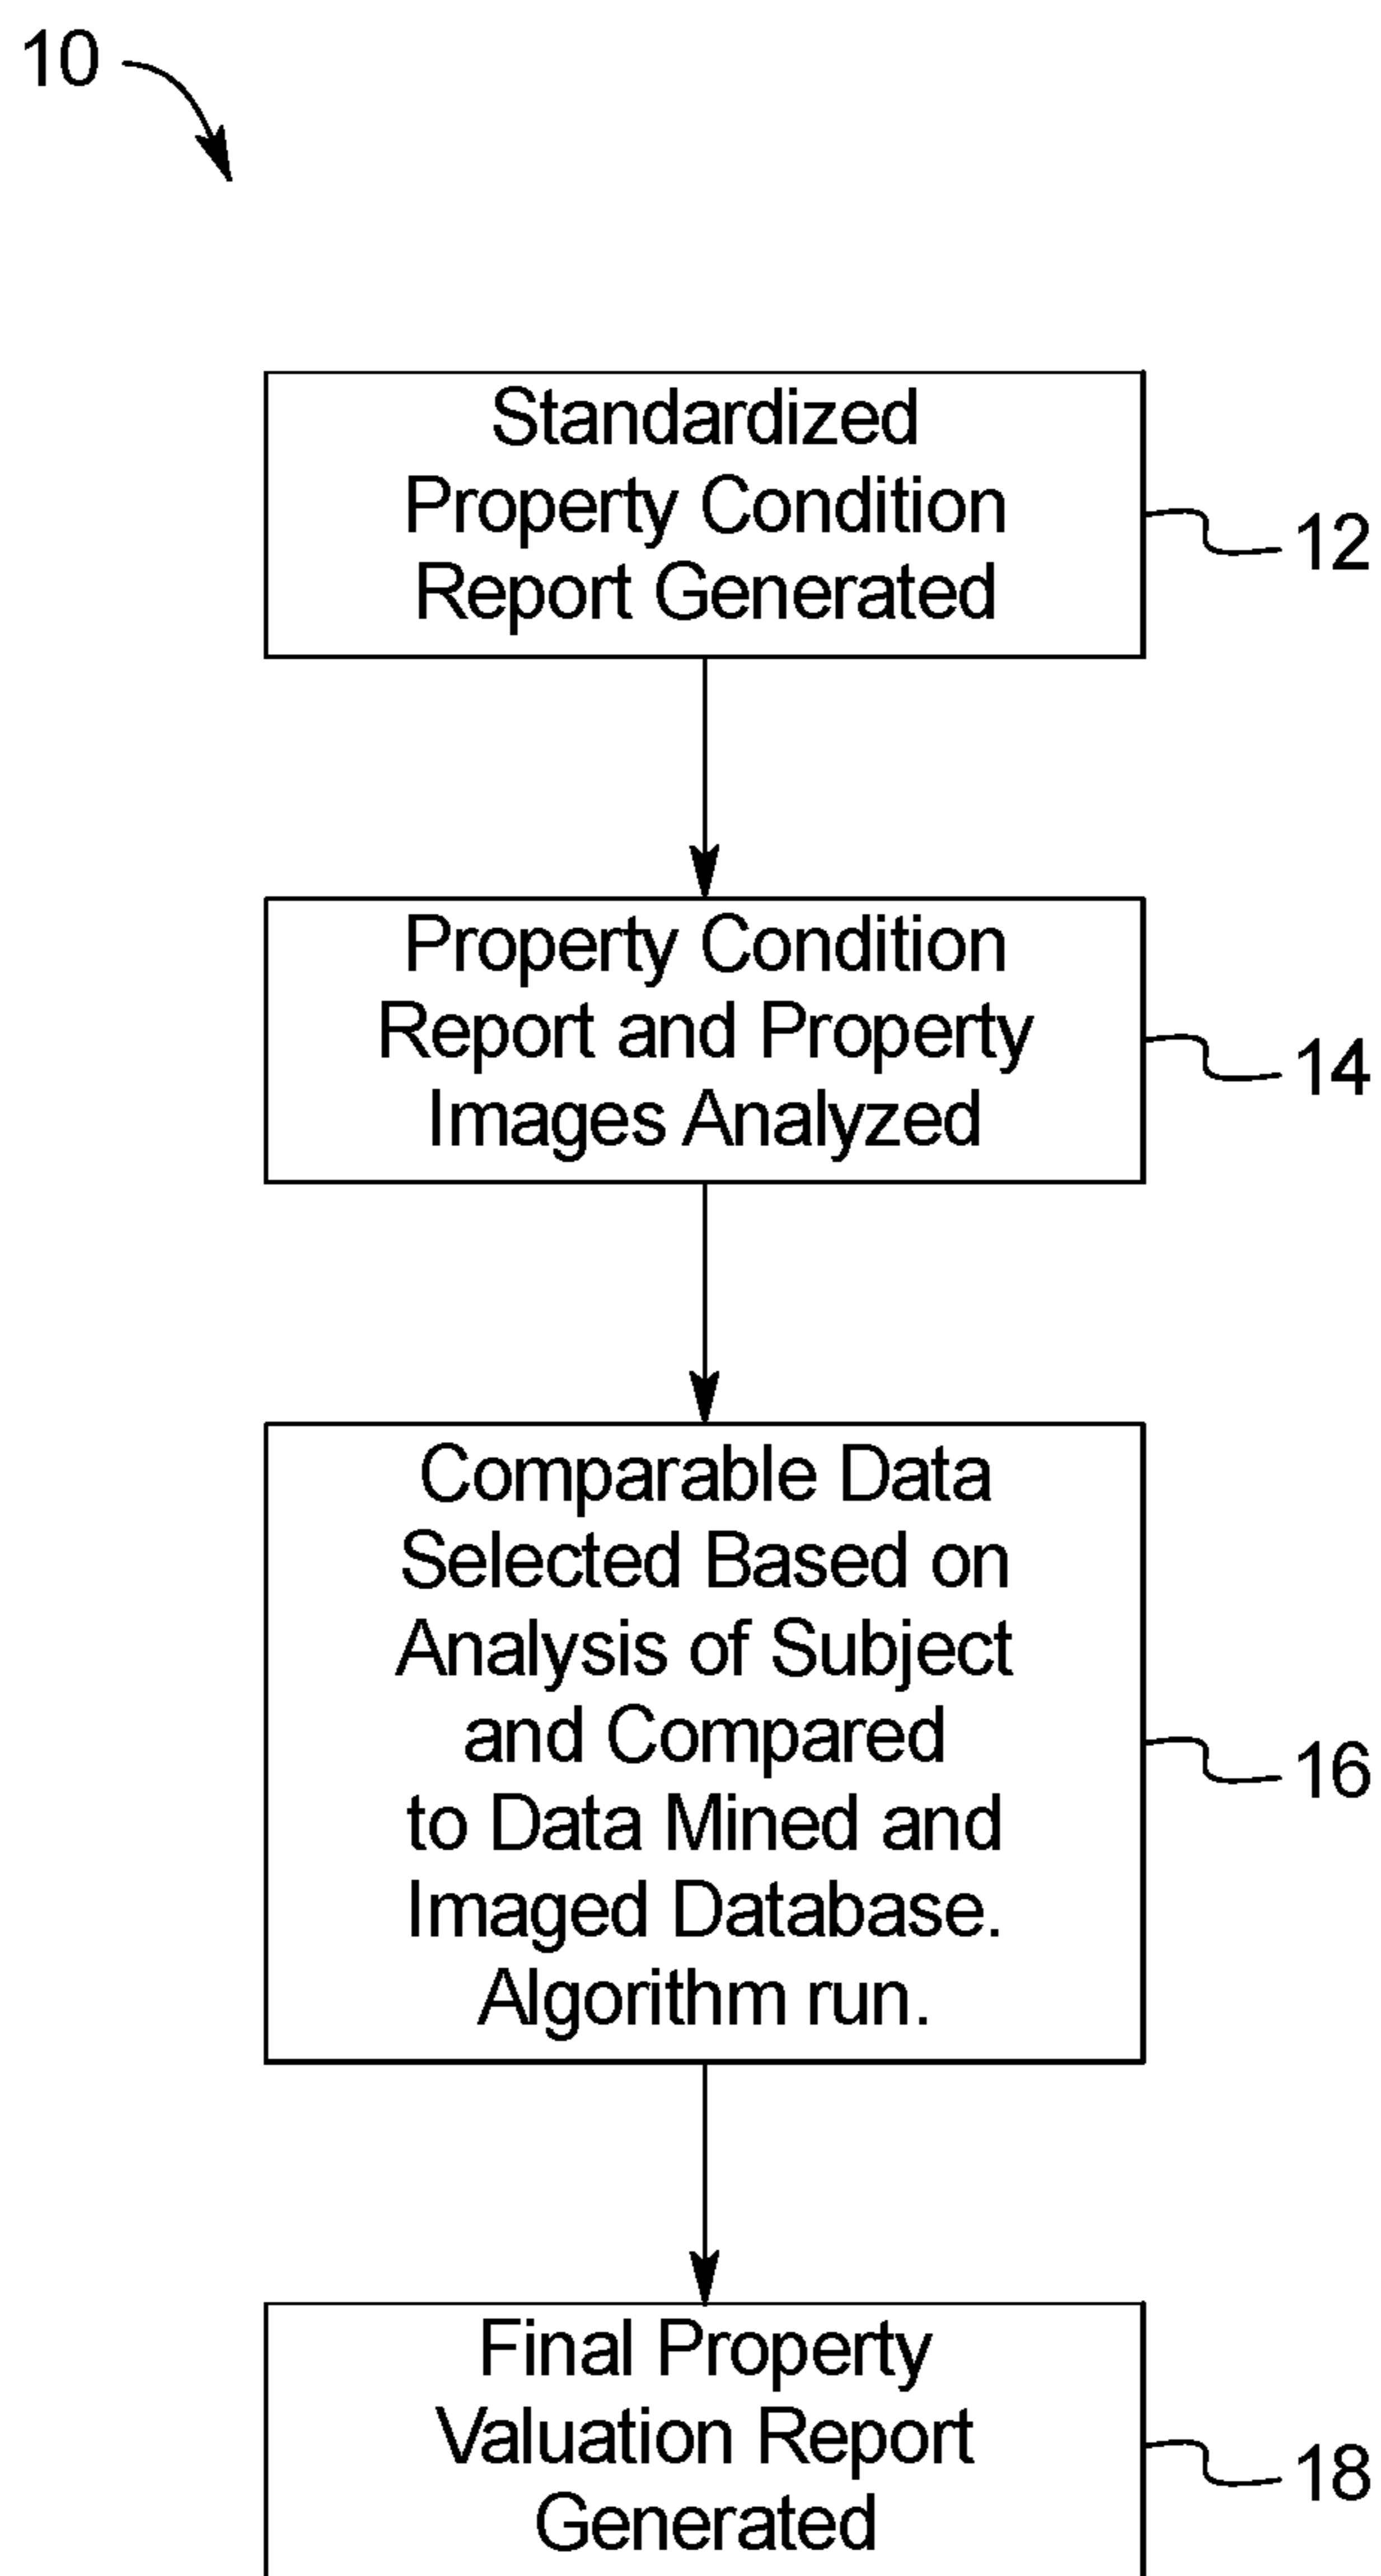 10
Standardized
Property Condition
Report Generated
12
Property Condition
Report and Property
Images Analyzed
14
Comparable Data
Selected Based on
Analysis of Subject
and Compared
to Data Mined and
Imaged Database.
Algorithm run.
16
Final Property
Valuation Report
Generated
18